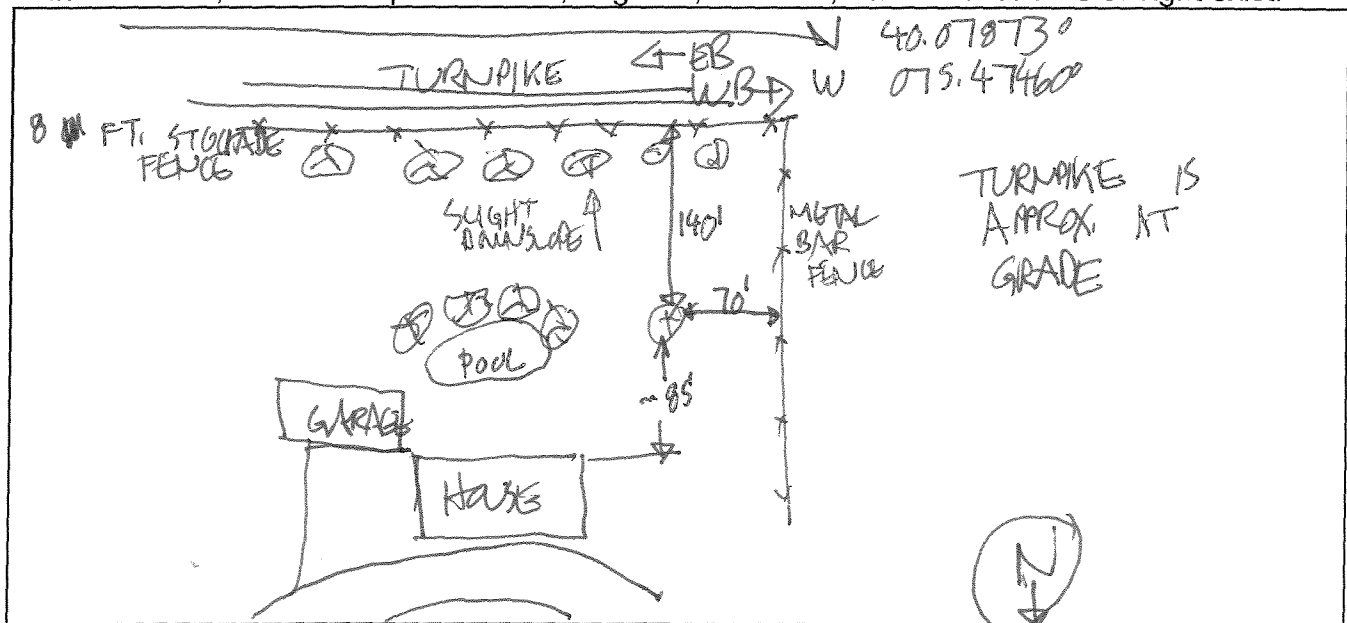 N 40.078730
← EB
TURNPIKE
WB →
W 075.47460°
8 FT. STOCKADE
FENCE
SLIGHT
DOWNSLOPE
140'
METAL
BAR
FENCE
TURNPIKE IS
APPROX. AT
GRADE
70'
POOL
~85'
GARAGE
HOUSE
N